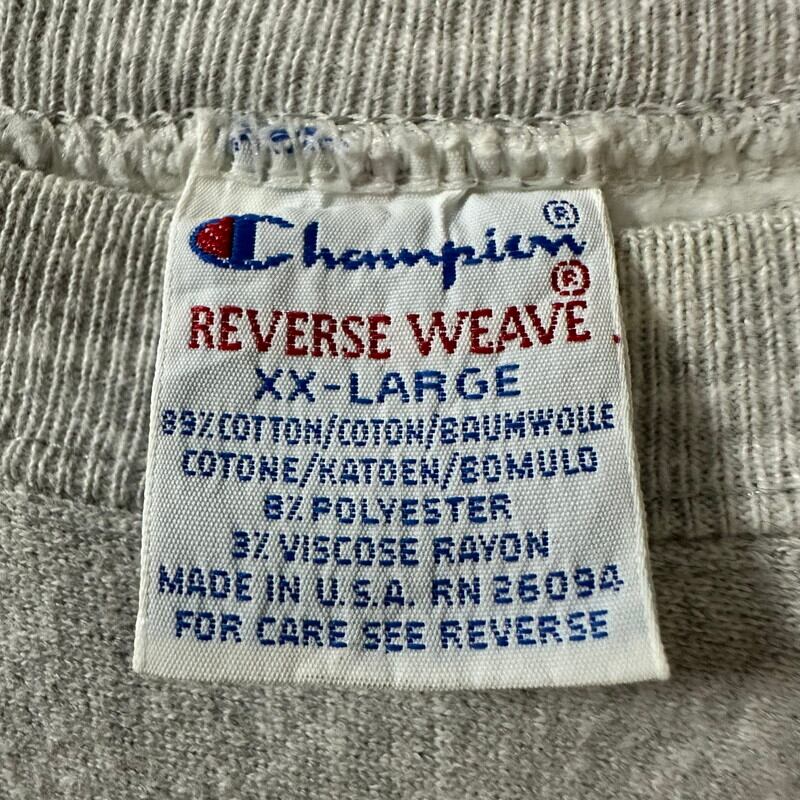 Champion®
REVERSE WEAVE®
XX-LARGE
89% COTTON/COTON/BAUMWOLLE
COTONE/KATOEN/BOMULD
8% POLYESTER
3% VISCOSE RAYON
MADE IN U.S.A. RN 26094
FOR CARE SEE REVERSE